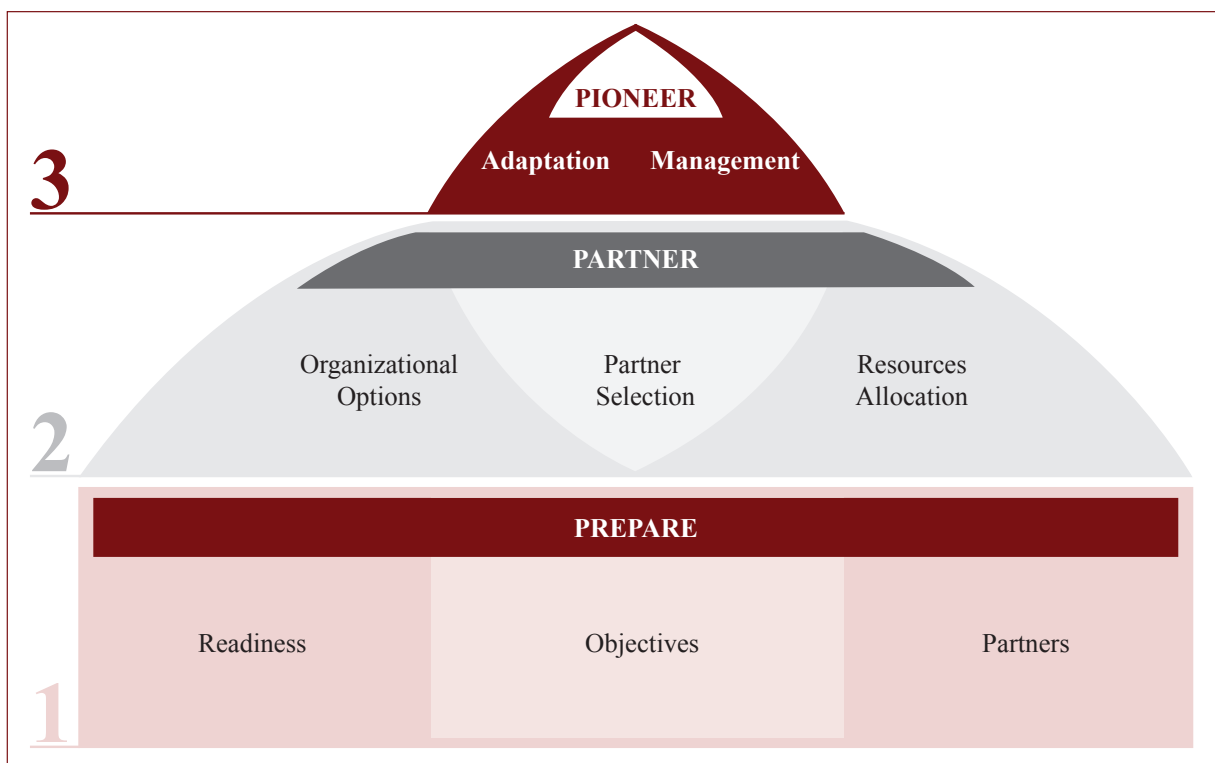 PIONEER
Adaptation Management
3
PARTNER
Organizational
Options
Partner
Selection
Resources
Allocation
2
PREPARE
Readiness Objectives Partners
1